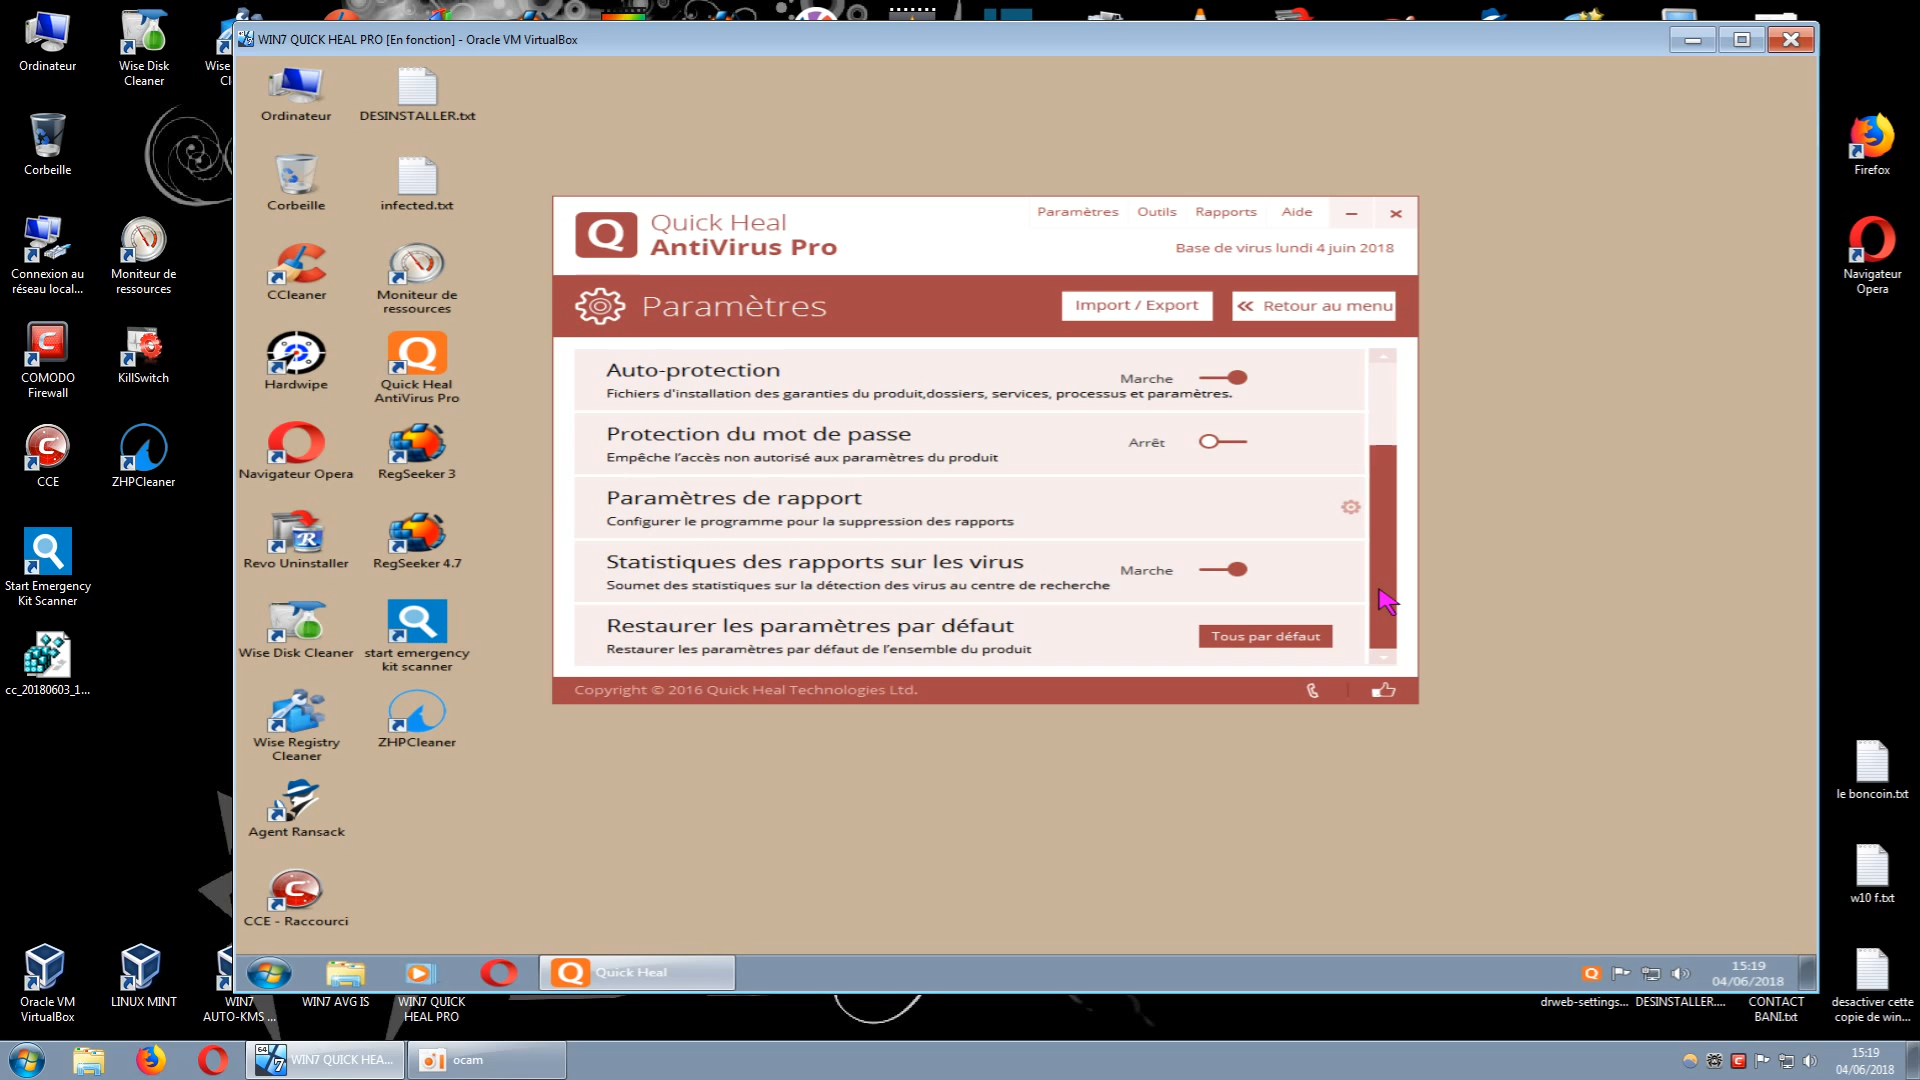 WIN7 QUICK HEAL PRO [En fonction] - Oracle VM VirtualBox
Ordinateur
Wise Disk
Cleaner
Wise
Cl
Corbeille
Connexion au
réseau local...
Moniteur de
ressources
COMODO
Firewall
KillSwitch
CCE
ZHPCleaner
Start Emergency
Kit Scanner
cc_20180603_1...
Oracle VM
VirtualBox
LINUX MINT
WIN7
AUTO-KMS ...
WIN7 AVG IS
WIN7 QUICK
HEAL PRO
Ordinateur
DESINSTALLER.txt
Corbeille
infected.txt
CCleaner
Moniteur de
ressources
Hardwipe
Quick Heal
AntiVirus Pro
Navigateur Opera
RegSeeker 3
Revo Uninstaller
RegSeeker 4.7
Wise Disk Cleaner
start emergency
kit scanner
Wise Registry
Cleaner
ZHPCleaner
Agent Ransack
CCE - Raccourci
Quick Heal
AntiVirus Pro
Paramètres
Outils
Rapports
Aide
Base de virus lundi 4 juin 2018
Paramètres
Import / Export
« Retour au menu
Auto-protection
Marche
Fichiers d'installation des garanties du produit,dossiers, services, processus et paramètres.
Protection du mot de passe
Arrêt
Empêche l'accès non autorisé aux paramètres du produit
Paramètres de rapport
Configurer le programme pour la suppression des rapports
Statistiques des rapports sur les virus
Marche
Soumet des statistiques sur la détection des virus au centre de recherche
Restaurer les paramètres par défaut
Tous par défaut
Restaurer les paramètres par défaut de l'ensemble du produit
Copyright © 2016 Quick Heal Technologies Ltd.
Quick Heal
15:19
04/06/2018
Firefox
Navigateur
Opera
le boncoin.txt
w10 f.txt
drweb-settings...
DESINSTALLER....
CONTACT
BANI.txt
desactiver cette
copie de win...
64
7
WIN7 QUICK HEA...
ocam
15:19
04/06/2018